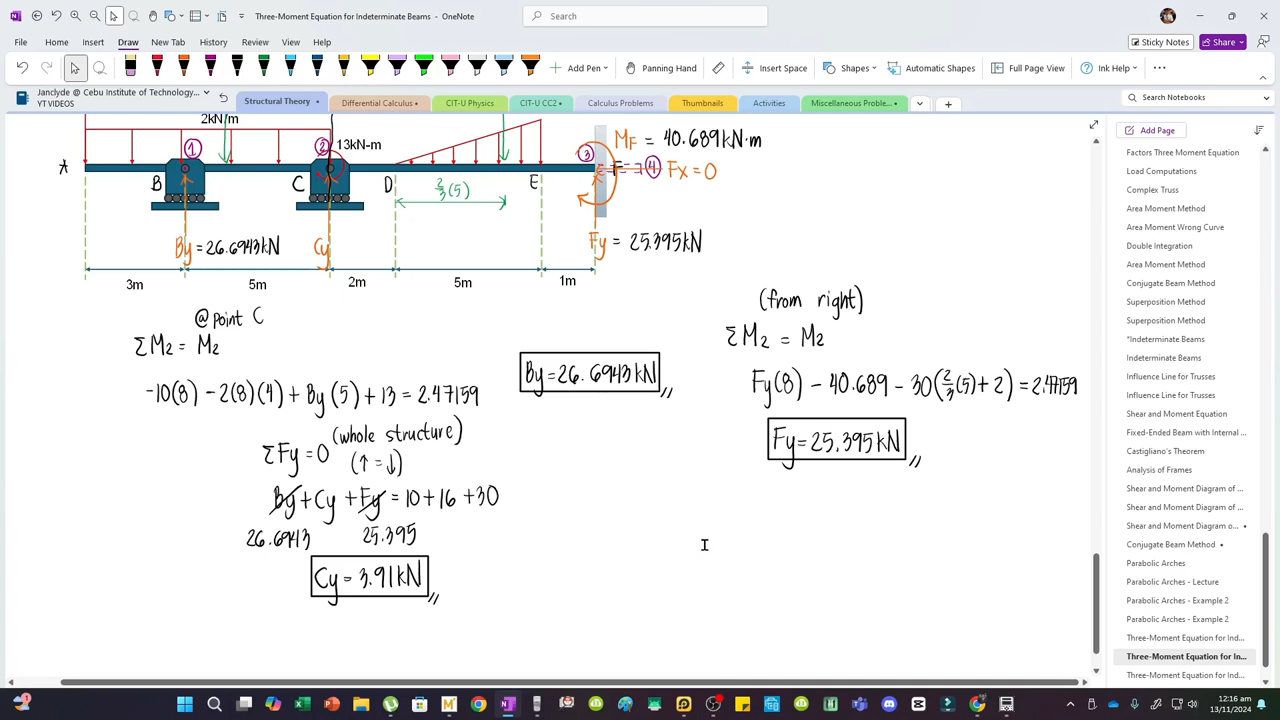 Three-Moment Equation for Indeterminate Beams - OneNote
Search
File Home Insert Draw New Tab History Review View Help
Sticky Notes Share
Add Pen Panning Hand Insert Space Shapes Automatic Shapes Full Page View Ink Help
Janclyde @ Cebu Institute of Technology...
YT VIDEOS
Structural Theory Differential Calculus CIT-U Physics CIT-U CC2 Calculus Problems Thumbnails Activities Miscellaneous Proble...
Search Notebooks
Add Page
Factors Three Moment Equation
Load Computations
Complex Truss
Area Moment Method
Area Moment Wrong Curve
Double Integration
Area Moment Method
Conjugate Beam Method
Superposition Method
Superposition Method
*Indeterminate Beams
Indeterminate Beams
Influence Line for Trusses
Influence Line for Trusses
Shear and Moment Equation
Fixed-Ended Beam with Internal ...
Castigliano's Theorem
Analysis of Frames
Shear and Moment Diagram of ...
Shear and Moment Diagram of ...
Shear and Moment Diagram o...
Conjugate Beam Method
Parabolic Arches
Parabolic Arches - Lecture
Parabolic Arches - Example 2
Parabolic Arches - Example 2
Three-Moment Equation for Ind...
Three-Moment Equation for In...
Three-Moment Equation for Ind...
2kN/m
13kN-m
MF = 40.689kN·m
1 2 3 4
Fx = 0
A B C D E F
2/3(5)
By = 26.6943kN
Cy
Fy = 25.395kN
3m 5m 2m 5m 1m
@point C
ΣM2 = M2
-10(8) - 2(8)(4) + By(5) + 13 = 2.47159
By = 26.6943kN
ΣFy = 0 (whole structure)
(↑ = ↓)
By + Cy + Fy = 10 + 16 + 30
26.6943 25.395
Cy = 3.91kN
(from right)
ΣM2 = M2
Fy(8) - 40.689 - 30(2/3(5) + 2) = 2.47159
Fy = 25.395kN
12:16 am
13/11/2024